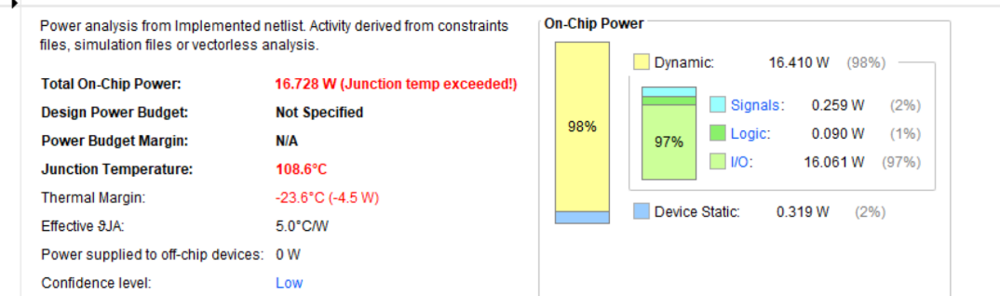 Power analysis from Implemented netlist. Activity derived from constraints
files, simulation files or vectorless analysis.
Total On-Chip Power: 16.728 W (Junction temp exceeded!)
Design Power Budget: Not Specified
Power Budget Margin: N/A
Junction Temperature: 108.6°C
Thermal Margin: -23.6°C (-4.5 W)
Effective ϑJA: 5.0°C/W
Power supplied to off-chip devices: 0 W
Confidence level: Low
On-Chip Power
98%
Dynamic: 16.410 W (98%)
97%
Signals: 0.259 W (2%)
Logic: 0.090 W (1%)
I/O: 16.061 W (97%)
Device Static: 0.319 W (2%)